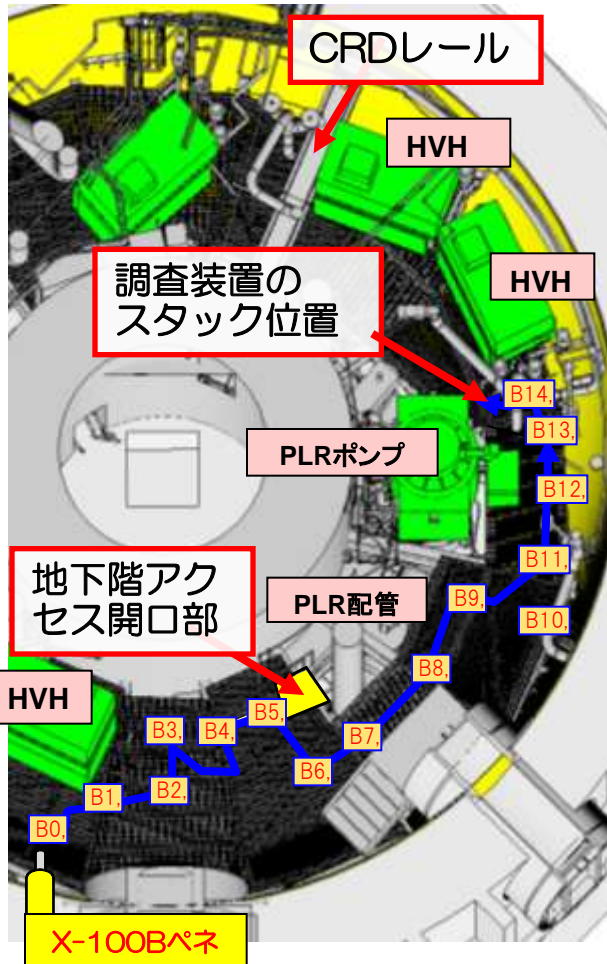 CRDレール
HVH
HVH
調査装置の
スタック位置
B14,
B13,
PLRポンプ
B12,
B11,
地下階アク
セス開口部
PLR配管
B9,
B10,
B8,
HVH
B5,
B3,
B4,
B7,
B6,
B1,
B2,
B0,
X-100Bペネ